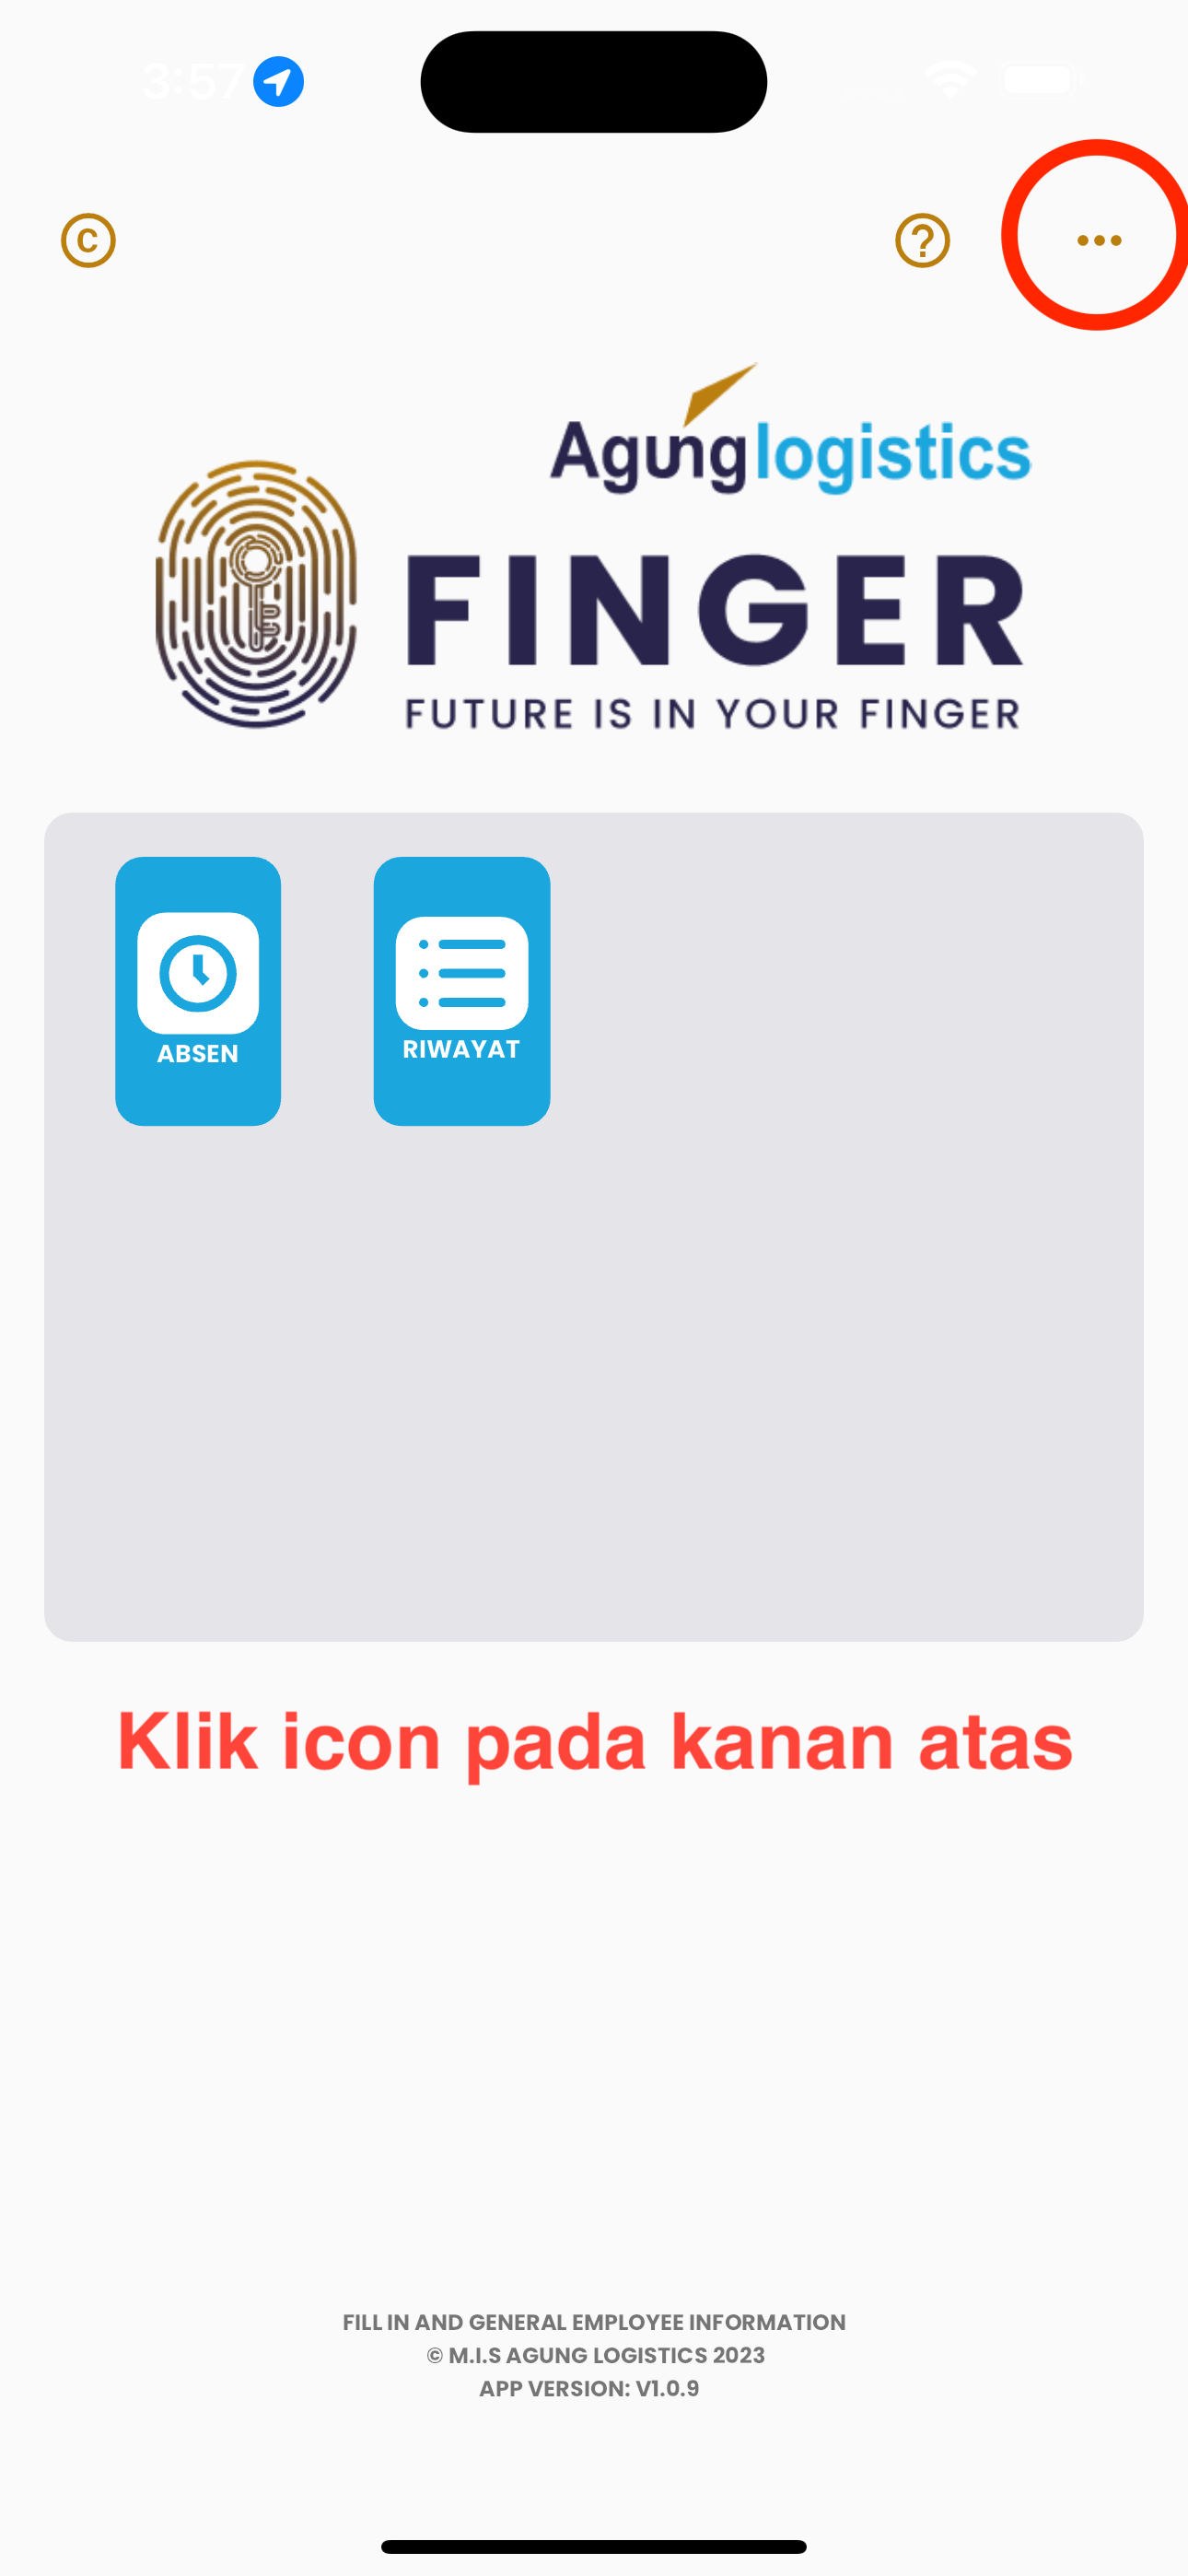 3:57
©
?
...
Agunglogistics
FINGER
FUTURE IS IN YOUR FINGER
ABSEN
RIWAYAT
Klik icon pada kanan atas
FILL IN AND GENERAL EMPLOYEE INFORMATION
© M.I.S AGUNG LOGISTICS 2023
APP VERSION: V1.0.9